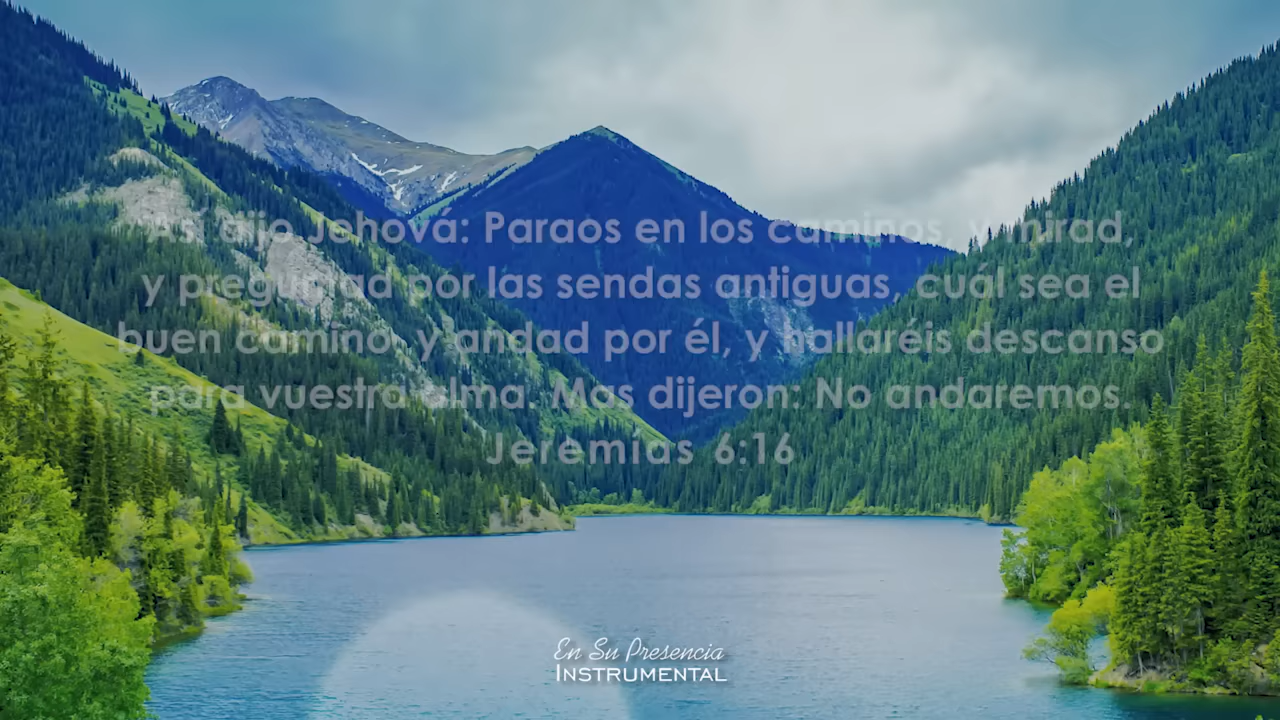 Así dijo Jehová: Paraos en los caminos, y mirad,
y preguntad por las sendas antiguas, cuál sea el
buen camino, y andad por él, y hallaréis descanso
para vuestra alma. Mas dijeron: No andaremos.
Jeremías 6:16
En Su Presencia
INSTRUMENTAL